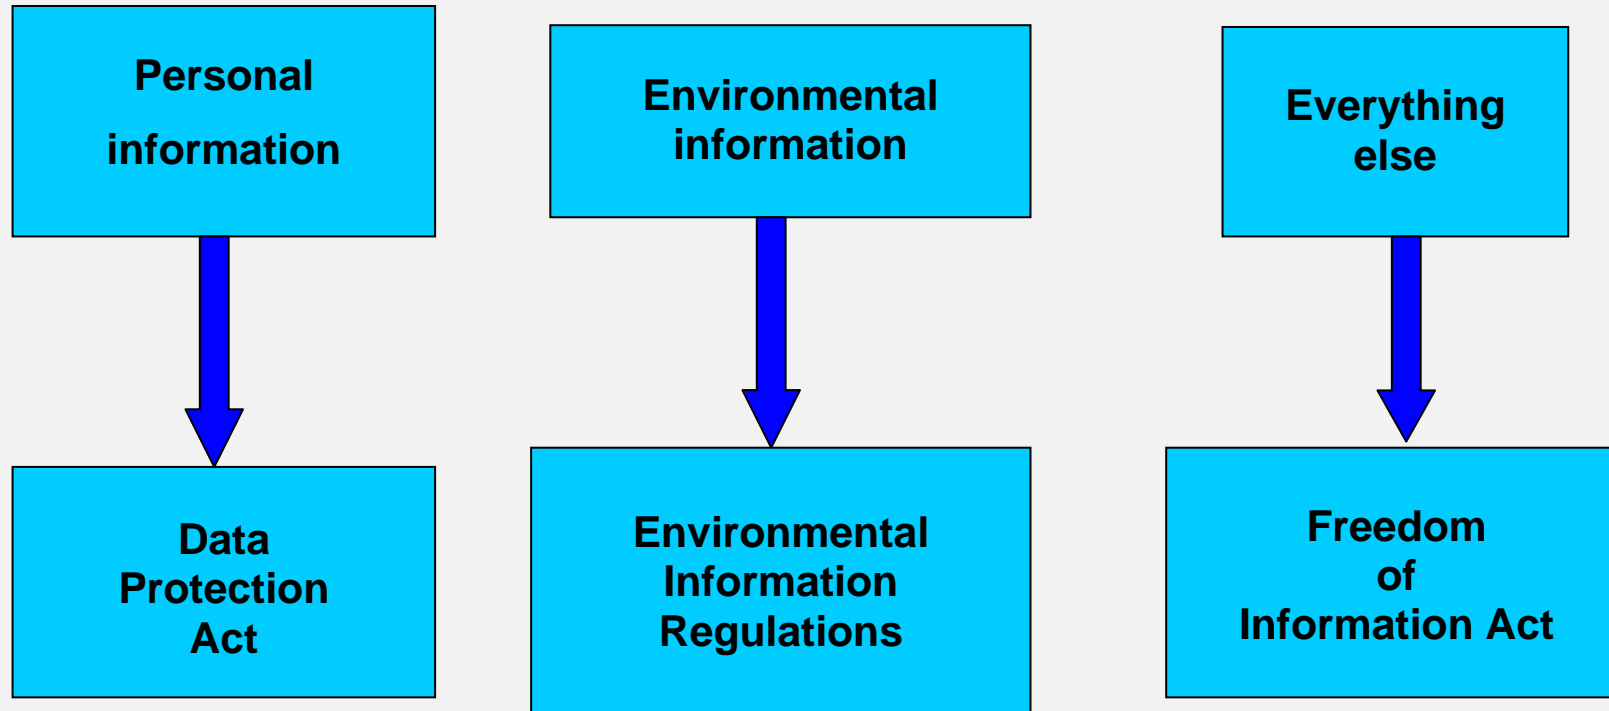 Personal
information
Environmental
information
Everything
else
Data
Protection
Act
Environmental
Information
Regulations
Freedom
of
Information Act